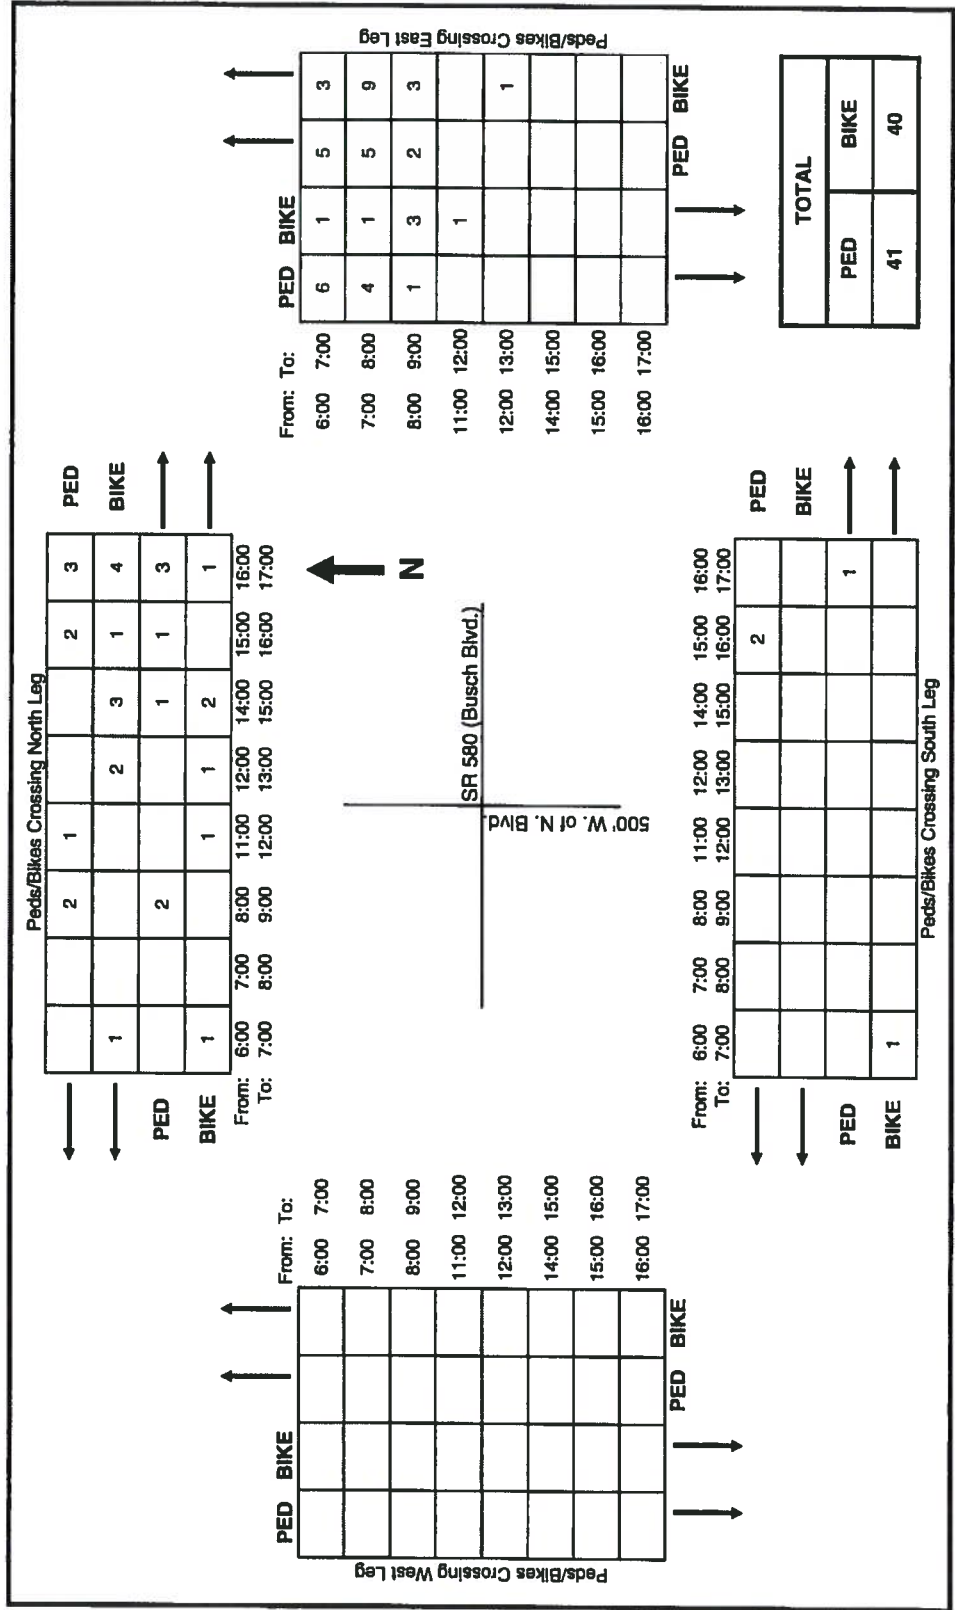 Peds/Bikes Crossing North Leg
2 1 2 3 PED
1 2 3 1 4 BIKE
PED 2 1 1 3
BIKE 1 1 1 2 1
From: 6:00 7:00 8:00 11:00 12:00 14:00 15:00 16:00
To: 7:00 8:00 9:00 12:00 13:00 15:00 16:00 17:00
Peds/Bikes Crossing West Leg
PED BIKE
From: To:
6:00 7:00
7:00 8:00
8:00 9:00
11:00 12:00
12:00 13:00
14:00 15:00
15:00 16:00
16:00 17:00
PED BIKE
N
SR 580 (Busch Blvd.)
500' W. of N. Blvd.
From: To: PED BIKE
6:00 7:00 6 1 5 3
7:00 8:00 4 1 5 9
8:00 9:00 1 3 2 3
11:00 12:00 1
12:00 13:00 1
14:00 15:00
15:00 16:00
16:00 17:00
PED BIKE
Peds/Bikes Crossing East Leg
From: 6:00 7:00 8:00 11:00 12:00 14:00 15:00 16:00
To: 7:00 8:00 9:00 12:00 13:00 15:00 16:00 17:00
2 PED
BIKE
PED 1
BIKE 1
Peds/Bikes Crossing South Leg
TOTAL
PED BIKE
41 40